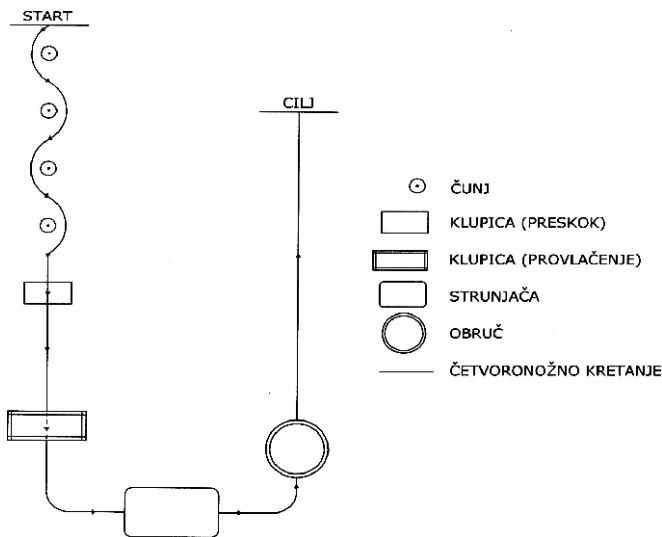 START
CILJ
ČUNJ
KLUPICA (PRESKOK)
KLUPICA (PROVLAČENJE)
STRUNJAČA
OBRUČ
ČETVORONOŽNO KRETANJE